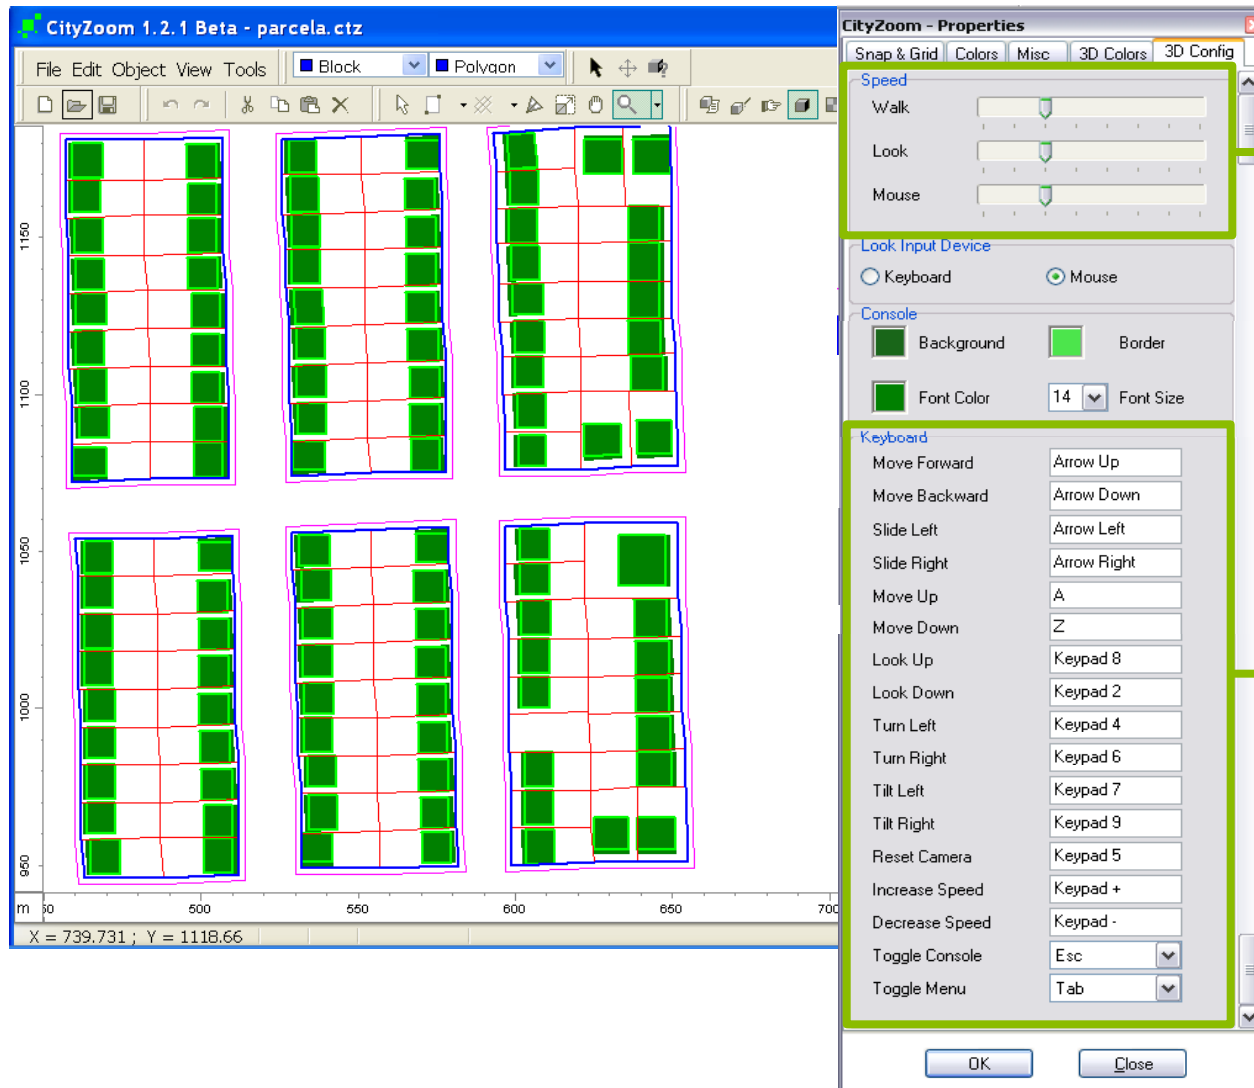 CityZoom 1.2.1 Beta - parcela.ctz
File Edit Object View Tools Block Polygon
1150
1100
1050
1000
950
m 50 500 550 600 650 700
X = 739.731 ; Y = 1118.66
CityZoom - Properties
Snap & Grid Colors Misc 3D Colors 3D Config
Speed
Walk
Look
Mouse
Look Input Device
Keyboard Mouse
Console
Background Border
Font Color 14 Font Size
Keyboard
Move Forward Arrow Up
Move Backward Arrow Down
Slide Left Arrow Left
Slide Right Arrow Right
Move Up A
Move Down Z
Look Up Keypad 8
Look Down Keypad 2
Turn Left Keypad 4
Turn Right Keypad 6
Tilt Left Keypad 7
Tilt Right Keypad 9
Reset Camera Keypad 5
Increase Speed Keypad +
Decrease Speed Keypad -
Toggle Console Esc
Toggle Menu Tab
OK Close